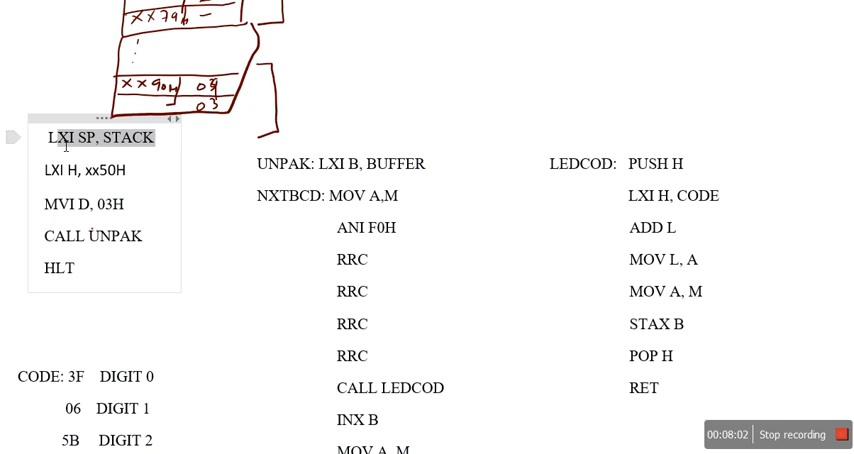 xx79H –
xx90H 03
03
LXI SP, STACK
LXI H, xx50H
MVI D, 03H
CALL UNPAK
HLT
CODE: 3F DIGIT 0
06 DIGIT 1
5B DIGIT 2
UNPAK: LXI B, BUFFER
NXTBCD: MOV A,M
ANI F0H
RRC
RRC
RRC
RRC
CALL LEDCOD
INX B
MOV A, M
LEDCOD: PUSH H
LXI H, CODE
ADD L
MOV L, A
MOV A, M
STAX B
POP H
RET
00:08:02 Stop recording